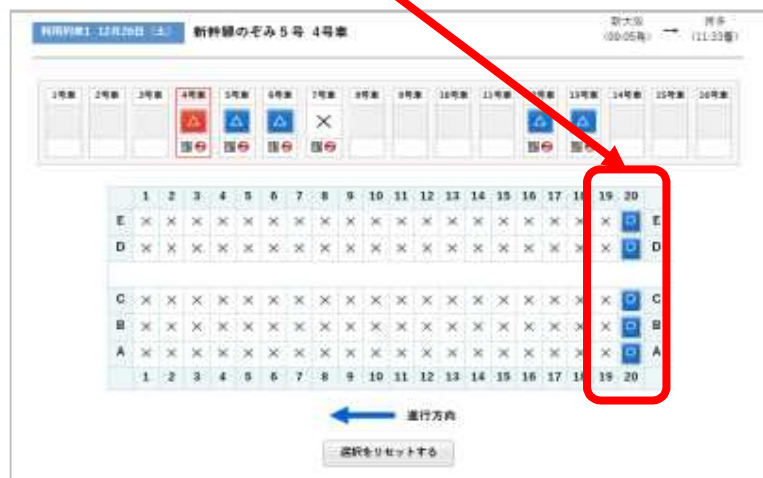 利用列車1 12月26日（土） 新幹線のぞみ5号 4号車 新大阪 → 博多
(09:05発) (11:33着)
1号車 2号車 3号車 4号車 5号車 6号車 7号車 8号車 9号車 10号車 11号車 12号車 13号車 14号車 15号車 16号車
1 2 3 4 5 6 7 8 9 10 11 12 13 14 15 16 17 18 19 20
E × × × × × × × × × × × × × × × × × × × ○ E
D × × × × × × × × × × × × × × × × × × × ○ D
C × × × × × × × × × × × × × × × × × × × ○ C
B × × × × × × × × × × × × × × × × × × × ○ B
A × × × × × × × × × × × × × × × × × × × ○ A
1 2 3 4 5 6 7 8 9 10 11 12 13 14 15 16 17 18 19 20
進行方向
選択をリセットする